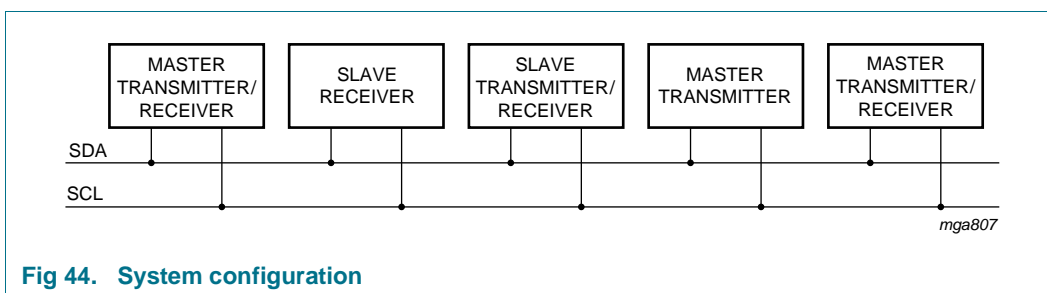 MASTER
TRANSMITTER/
RECEIVER
SLAVE
RECEIVER
SLAVE
TRANSMITTER/
RECEIVER
MASTER
TRANSMITTER
MASTER
TRANSMITTER/
RECEIVER
SDA
SCL
mga807
Fig 44. System configuration